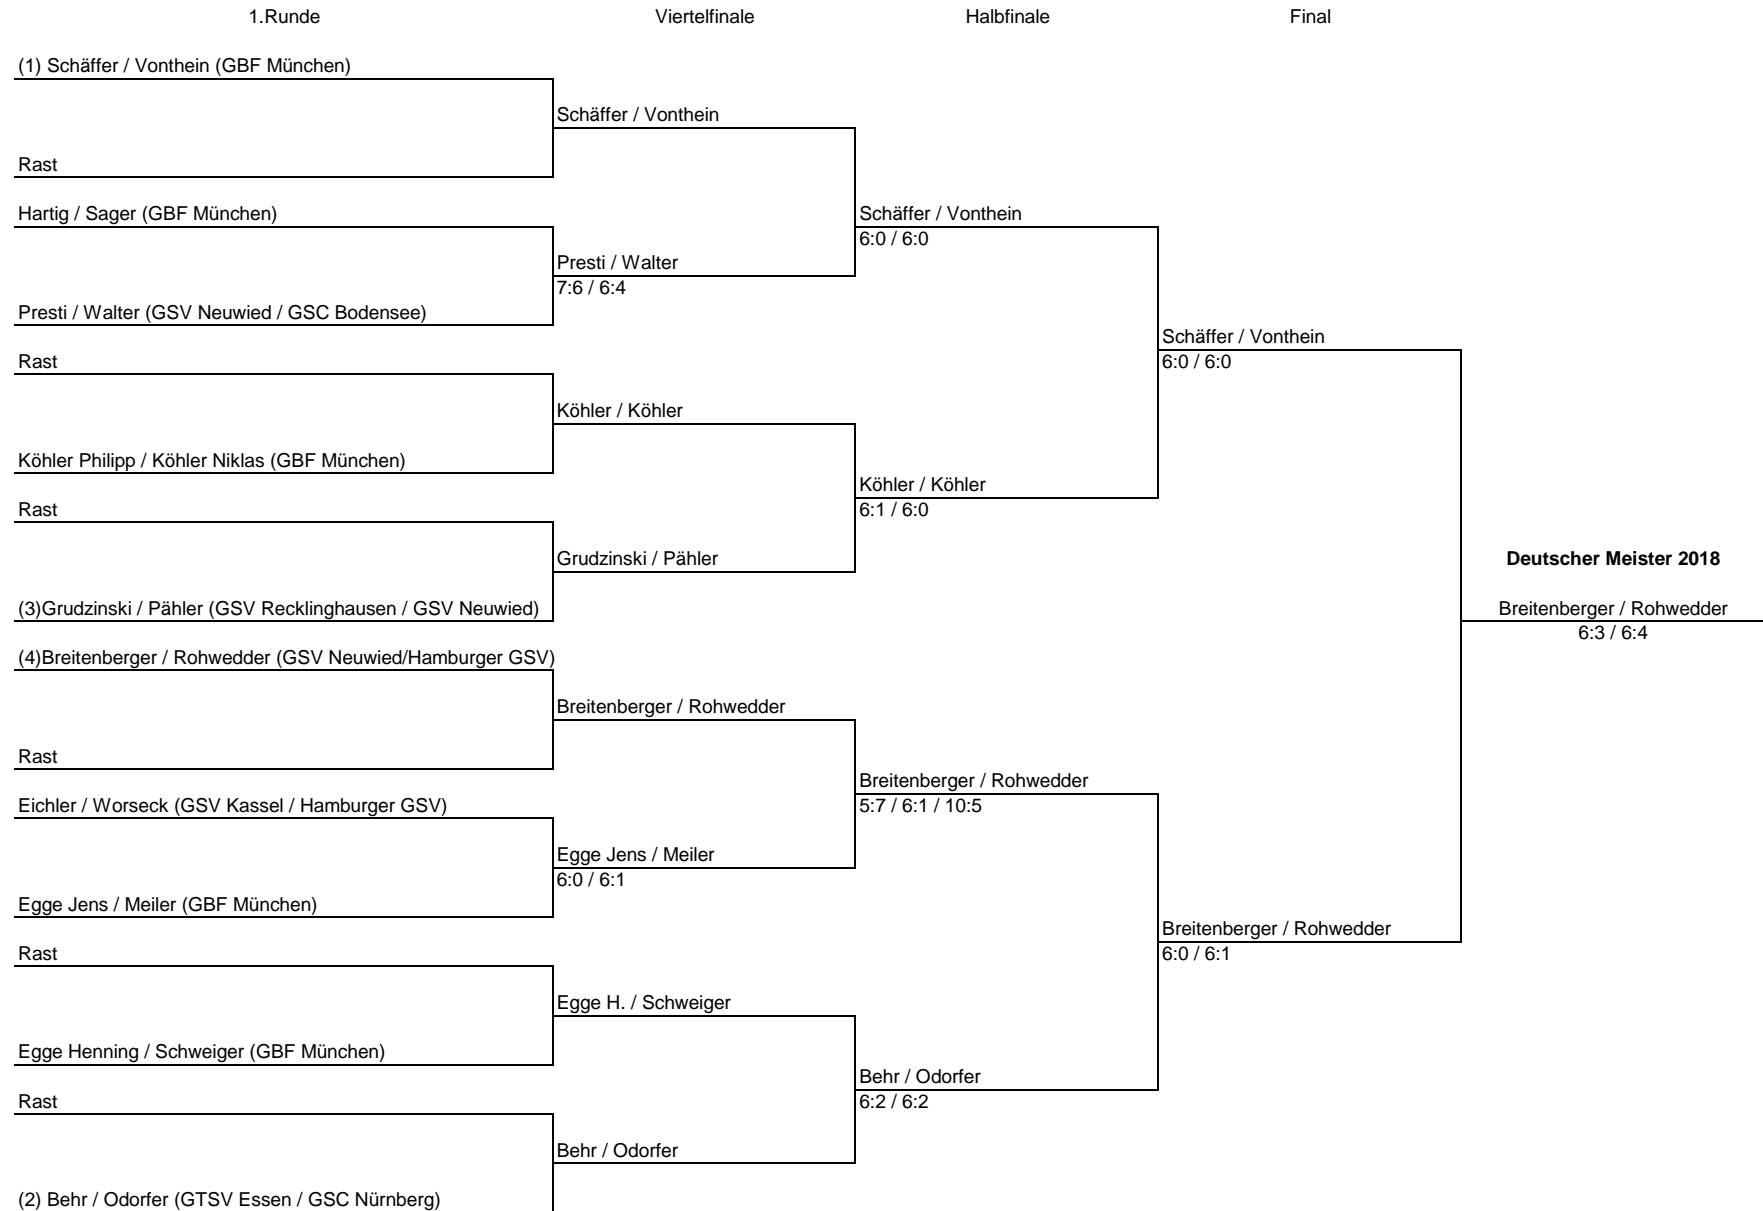 1.Runde
Viertelfinale
Halbfinale
Final
(1) Schäffer / Vonthein (GBF München)
Schäffer / Vonthein
Rast
Hartig / Sager (GBF München)
Schäffer / Vonthein
6:0 / 6:0
Presti / Walter
7:6 / 6:4
Presti / Walter (GSV Neuwied / GSC Bodensee)
Schäffer / Vonthein
6:0 / 6:0
Rast
Köhler / Köhler
Köhler Philipp / Köhler Niklas (GBF München)
Köhler / Köhler
6:1 / 6:0
Rast
Grudzinski / Pähler
Deutscher Meister 2018
(3)Grudzinski / Pähler (GSV Recklinghausen / GSV Neuwied)
Breitenberger / Rohwedder
6:3 / 6:4
(4)Breitenberger / Rohwedder (GSV Neuwied/Hamburger GSV)
Breitenberger / Rohwedder
Rast
Breitenberger / Rohwedder
5:7 / 6:1 / 10:5
Eichler / Worseck (GSV Kassel / Hamburger GSV)
Egge Jens / Meiler
6:0 / 6:1
Egge Jens / Meiler (GBF München)
Breitenberger / Rohwedder
6:0 / 6:1
Rast
Egge H. / Schweiger
Egge Henning / Schweiger (GBF München)
Behr / Odorfer
6:2 / 6:2
Rast
Behr / Odorfer
(2) Behr / Odorfer (GTSV Essen / GSC Nürnberg)